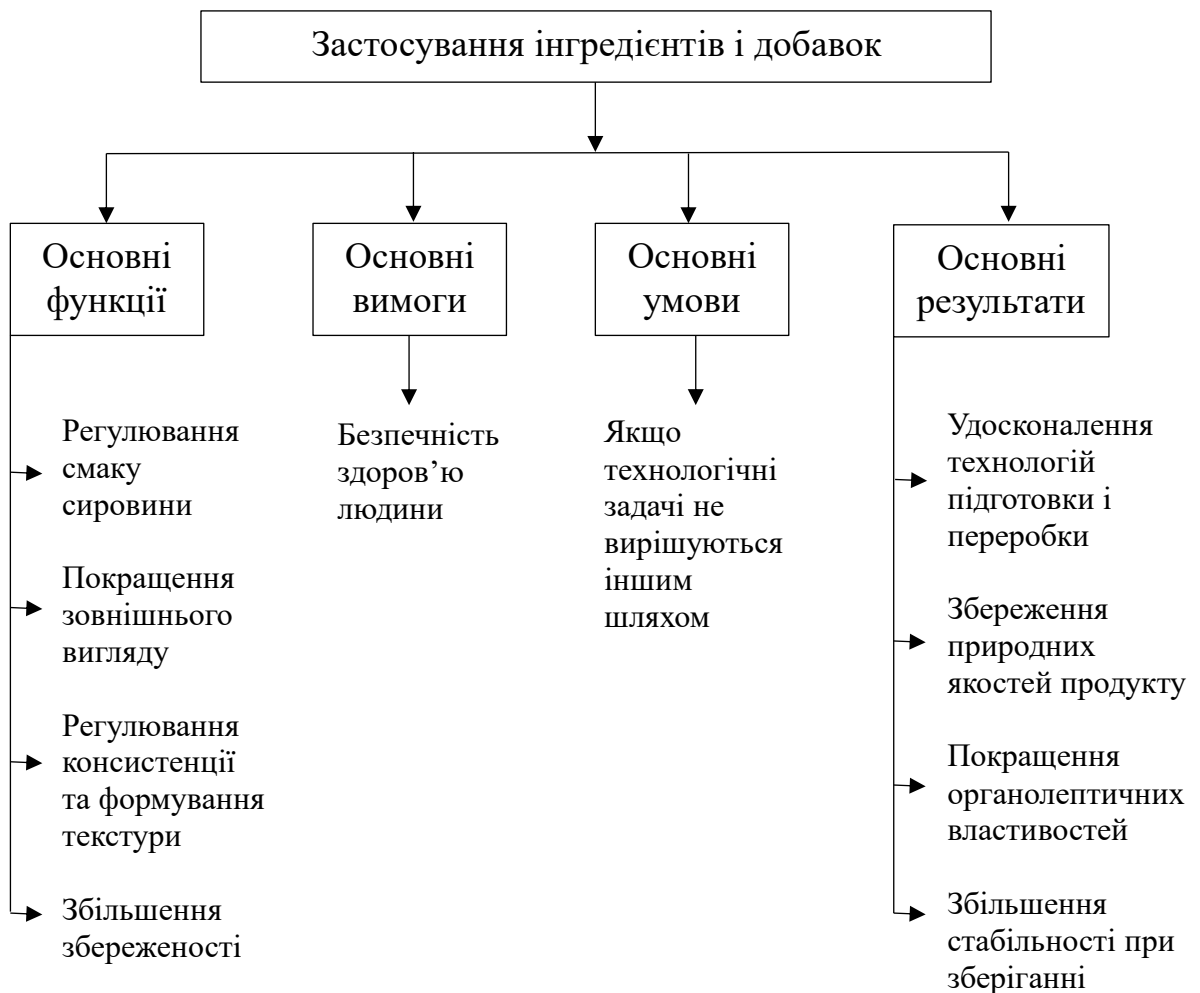 Застосування інгредієнтів і добавок
Основні
функції
Основні
вимоги
Основні
умови
Основні
результати
Регулювання
смаку
сировини
Покращення
зовнішнього
вигляду
Регулювання
консистенції
та формування
текстури
Збільшення
збереженості
Безпечність
здоров’ю
людини
Якщо
технологічні
задачі не
вирішуються
іншим
шляхом
Удосконалення
технологій
підготовки і
переробки
Збереження
природних
якостей продукту
Покращення
органолептичних
властивостей
Збільшення
стабільності при
зберіганні